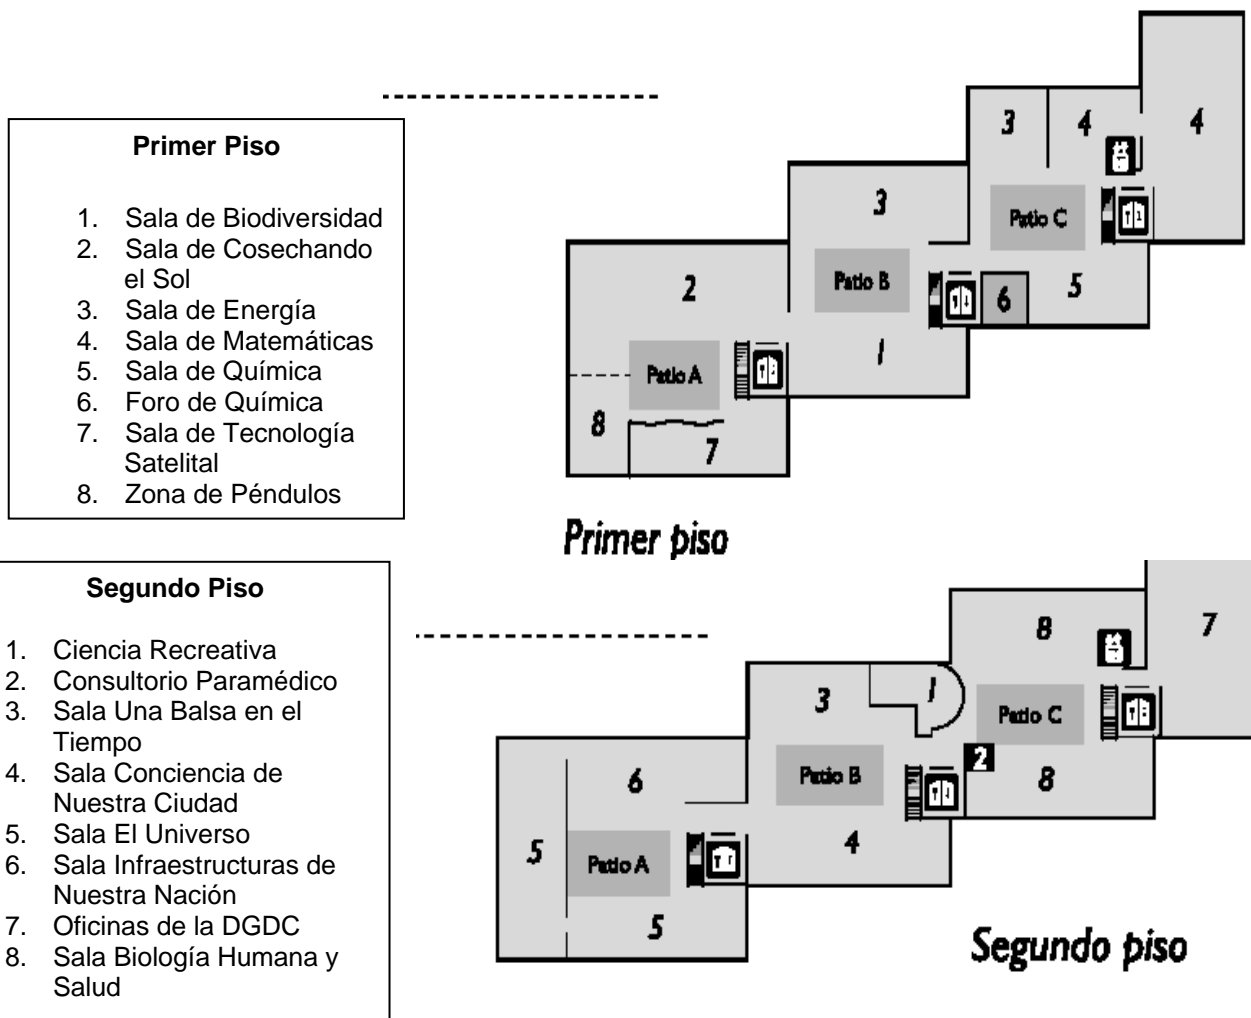 Primer Piso
1. Sala de Biodiversidad
2. Sala de Cosechando
el Sol
3. Sala de Energía
4. Sala de Matemáticas
5. Sala de Química
6. Foro de Química
7. Sala de Tecnología
Satelital
8. Zona de Péndulos
4
3 4
3
Patio C
2
Patio B
6 5
1
Patio A
8
7
Primer piso
Segundo Piso
1. Ciencia Recreativa
2. Consultorio Paramédico
3. Sala Una Balsa en el
Tiempo
4. Sala Conciencia de
Nuestra Ciudad
5. Sala El Universo
6. Sala Infraestructuras de
Nuestra Nación
7. Oficinas de la DGDC
8. Sala Biología Humana y
Salud
8 7
3 1
Patio C
2
6 Patio B 8
5 Patio A 4
5
Segundo piso